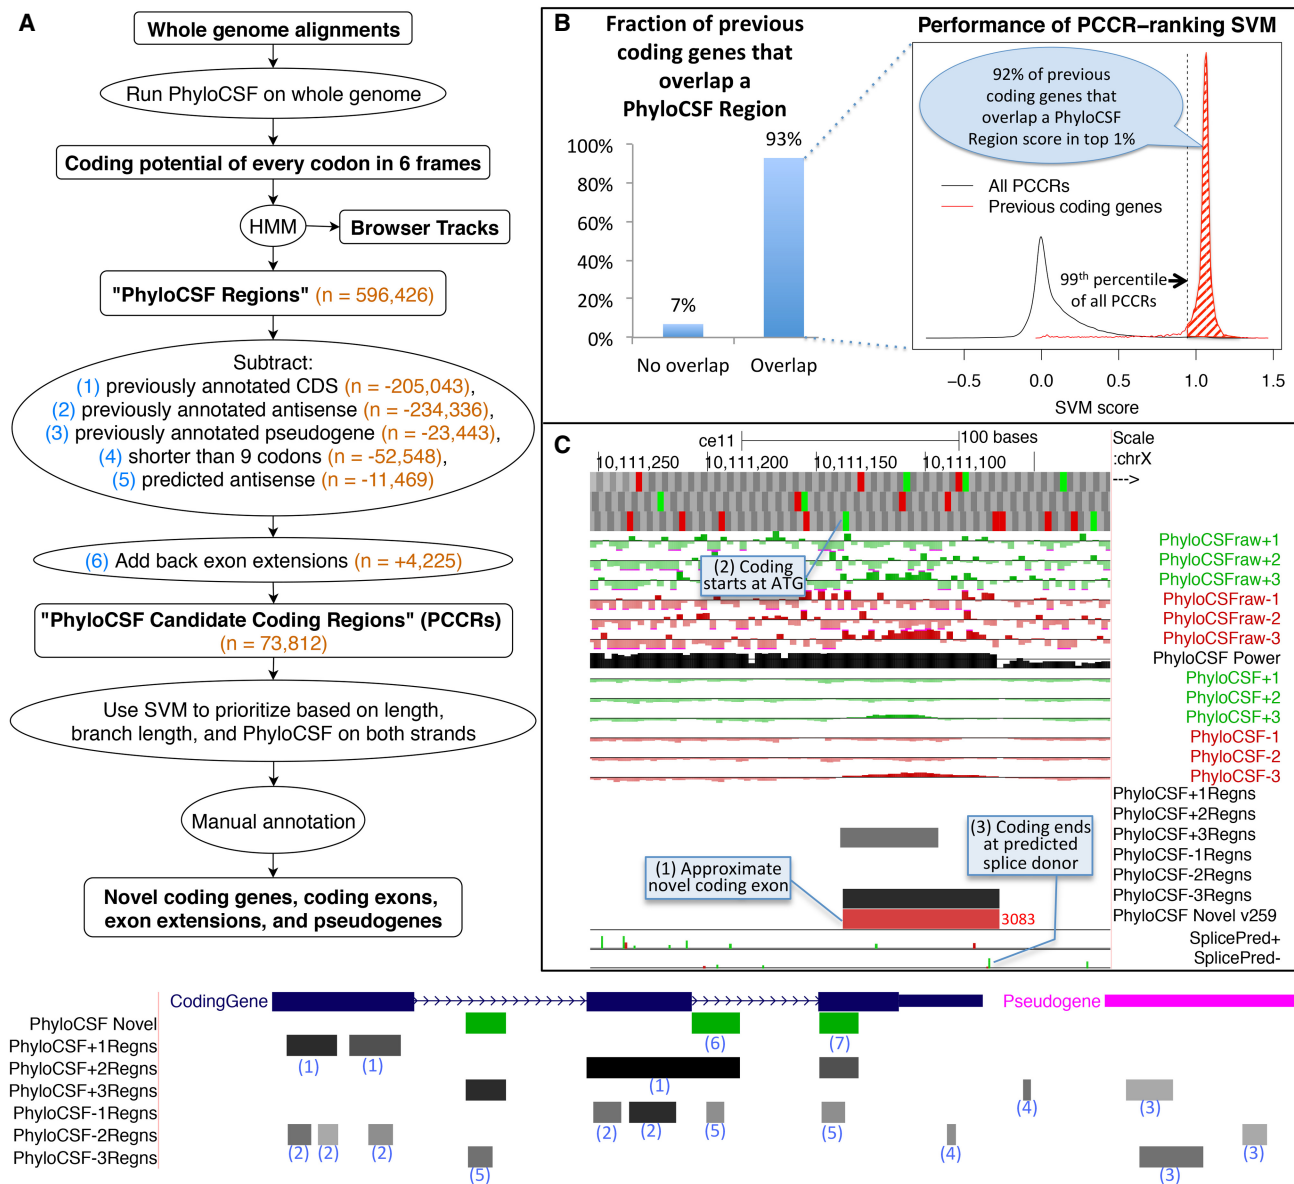 A
Whole genome alignments
Run PhyloCSF on whole genome
Coding potential of every codon in 6 frames
HMM
Browser Tracks
"PhyloCSF Regions" (n = 596,426)
Subtract:
(1) previously annotated CDS (n = -205,043),
(2) previously annotated antisense (n = -234,336),
(3) previously annotated pseudogene (n = -23,443),
(4) shorter than 9 codons (n = -52,548),
(5) predicted antisense (n = -11,469)
(6) Add back exon extensions (n = +4,225)
"PhyloCSF Candidate Coding Regions" (PCCRs)
(n = 73,812)
Use SVM to prioritize based on length,
branch length, and PhyloCSF on both strands
Manual annotation
Novel coding genes, coding exons,
exon extensions, and pseudogenes
B
Fraction of previous
coding genes that
overlap a
PhyloCSF Region
100%
80%
60%
40%
20%
0%
7%
93%
No overlap
Overlap
Performance of PCCR–ranking SVM
92% of previous
coding genes that
overlap a PhyloCSF
Region score in top 1%
All PCCRs
Previous coding genes
99th percentile
of all PCCRs
−0.5
0.0
0.5
1.0
1.5
SVM score
C
ce11
100 bases
Scale
10,111,250
10,111,200
10,111,150
10,111,100
:chrX
--->
(2) Coding
starts at ATG
PhyloCSFraw+1
PhyloCSFraw+2
PhyloCSFraw+3
PhyloCSFraw-1
PhyloCSFraw-2
PhyloCSFraw-3
PhyloCSF Power
PhyloCSF+1
PhyloCSF+2
PhyloCSF+3
PhyloCSF-1
PhyloCSF-2
PhyloCSF-3
PhyloCSF+1Regns
PhyloCSF+2Regns
PhyloCSF+3Regns
PhyloCSF-1Regns
PhyloCSF-2Regns
PhyloCSF-3Regns
PhyloCSF Novel v259
SplicePred+
SplicePred-
(3) Coding ends
at predicted
splice donor
(1) Approximate
novel coding exon
3083
CodingGene
Pseudogene
PhyloCSF Novel
(6)
(7)
PhyloCSF+1Regns
(1)
(1)
PhyloCSF+2Regns
(1)
PhyloCSF+3Regns
(4)
(3)
PhyloCSF-1Regns
(2)
(2)
(5)
(5)
PhyloCSF-2Regns
(2)
(2)
(2)
(4)
(3)
PhyloCSF-3Regns
(5)
(3)